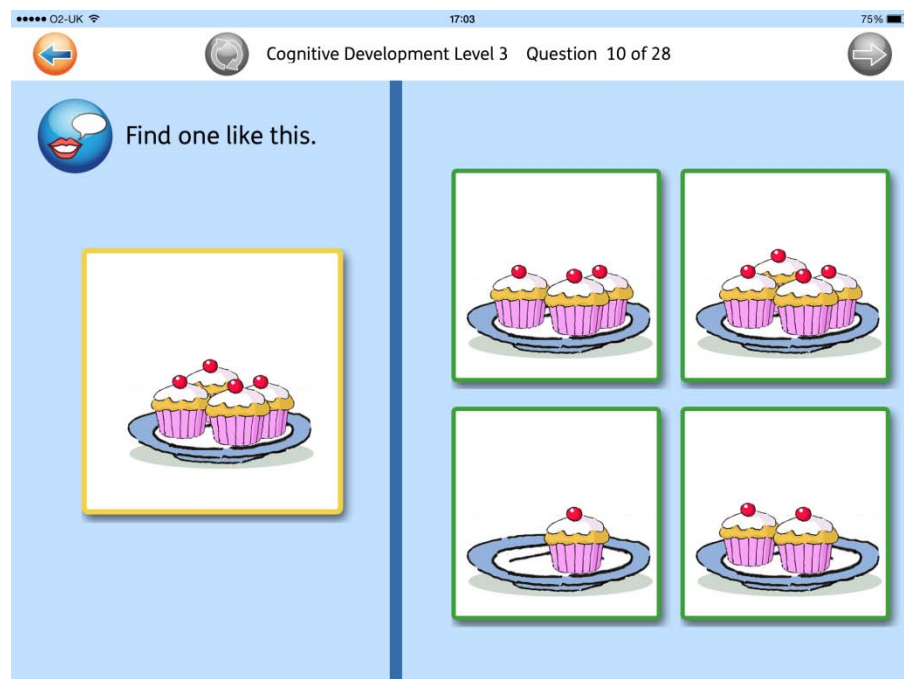 O2-UK 17:03 75%
Cognitive Development Level 3 Question 10 of 28
Find one like this.